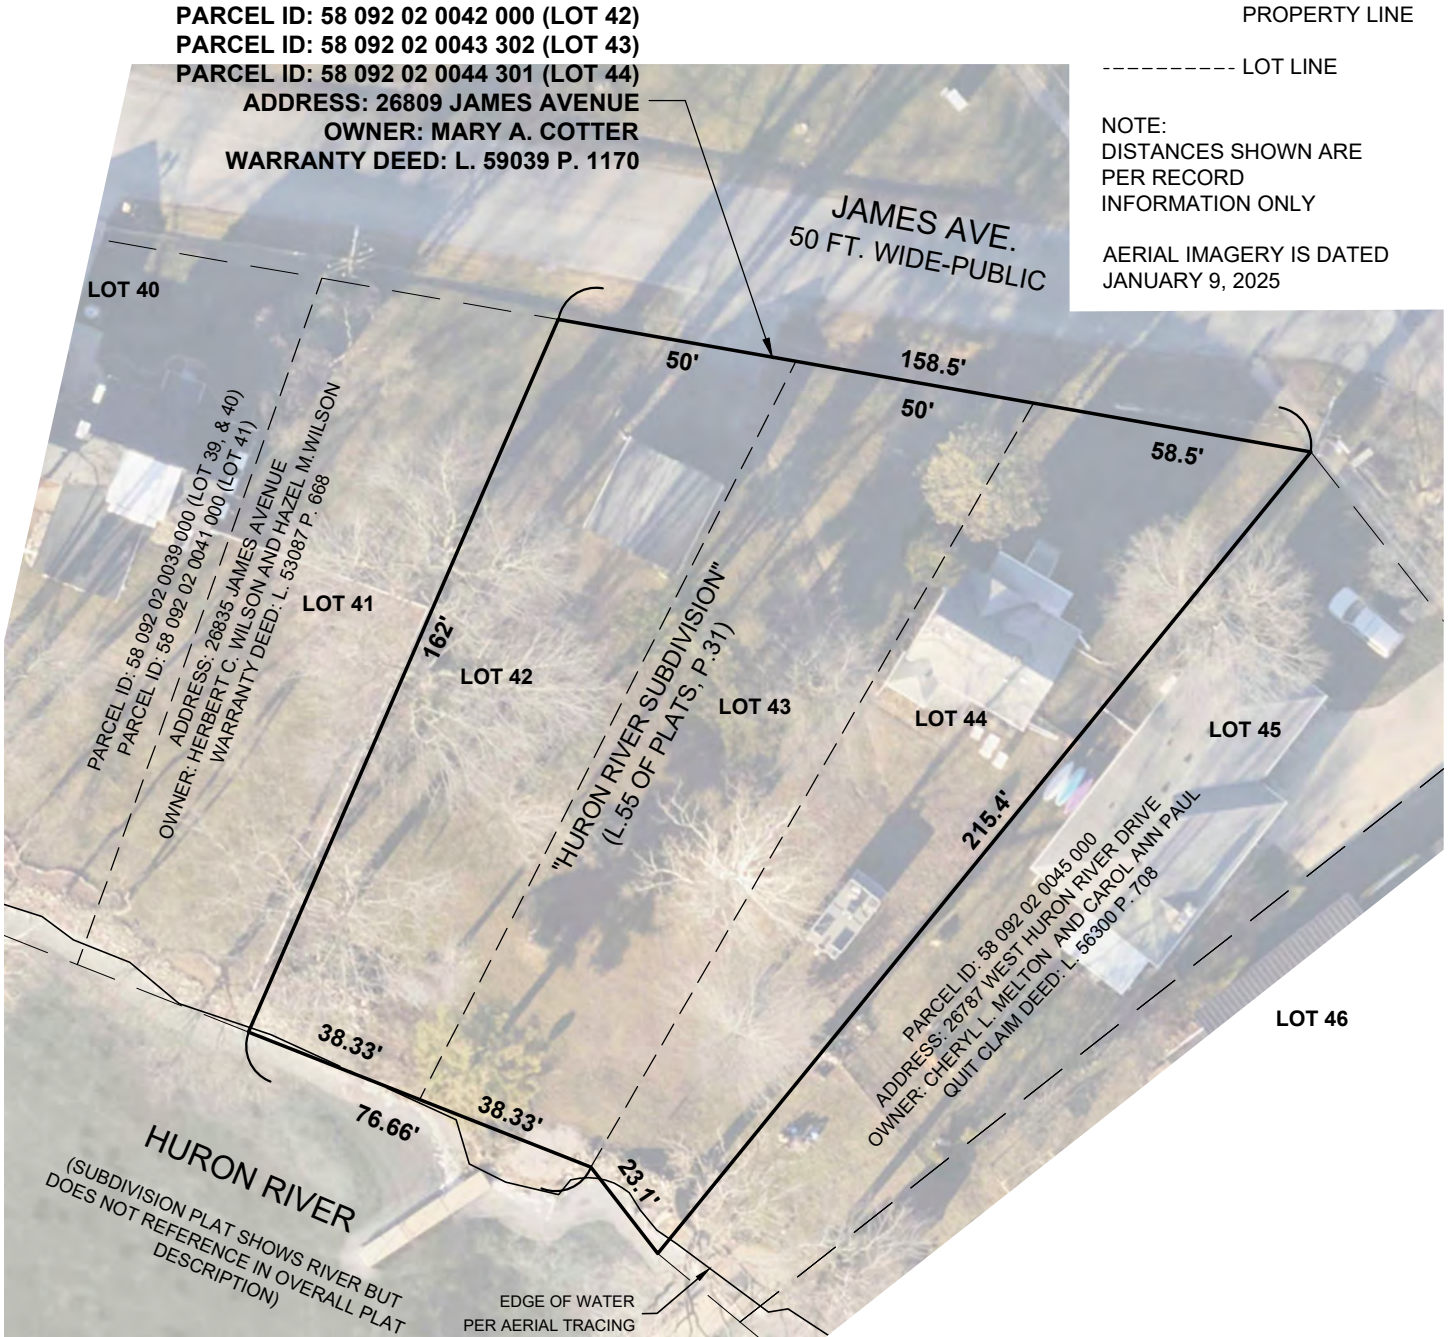 PARCEL ID: 58 092 02 0042 000 (LOT 42)
PARCEL ID: 58 092 02 0043 302 (LOT 43)
PARCEL ID: 58 092 02 0044 301 (LOT 44)
ADDRESS: 26809 JAMES AVENUE
OWNER: MARY A. COTTER
WARRANTY DEED: L. 59039 P. 1170
PROPERTY LINE
LOT LINE
NOTE:
DISTANCES SHOWN ARE
PER RECORD
INFORMATION ONLY
AERIAL IMAGERY IS DATED
JANUARY 9, 2025
JAMES AVE.
50 FT. WIDE-PUBLIC
LOT 40
50'
158.5'
50'
58.5'
PARCEL ID: 58 092 02 0039 000 (LOT 39, & 40)
PARCEL ID: 58 092 02 0041 000 (LOT 41)
ADDRESS: 26835 JAMES AVENUE
OWNER: HERBERT C. WILSON AND HAZEL M.WILSON
WARRANTY DEED: L. 53087 P. 668
LOT 41
162'
LOT 42
"HURON RIVER SUBDIVISION"
(L.55 OF PLATS, P.31)
LOT 43
LOT 44
LOT 45
215.4'
PARCEL ID: 58 092 02 0045 000
ADDRESS: 26787 WEST HURON RIVER DRIVE
OWNER: CHERYL L. MELTON AND CAROL ANN PAUL
QUIT CLAIM DEED: L. 56300 P. 708
LOT 46
38.33'
76.66'
38.33'
23.1'
HURON RIVER
(SUBDIVISION PLAT SHOWS RIVER BUT
DOES NOT REFERENCE IN OVERALL PLAT
DESCRIPTION)
EDGE OF WATER
PER AERIAL TRACING